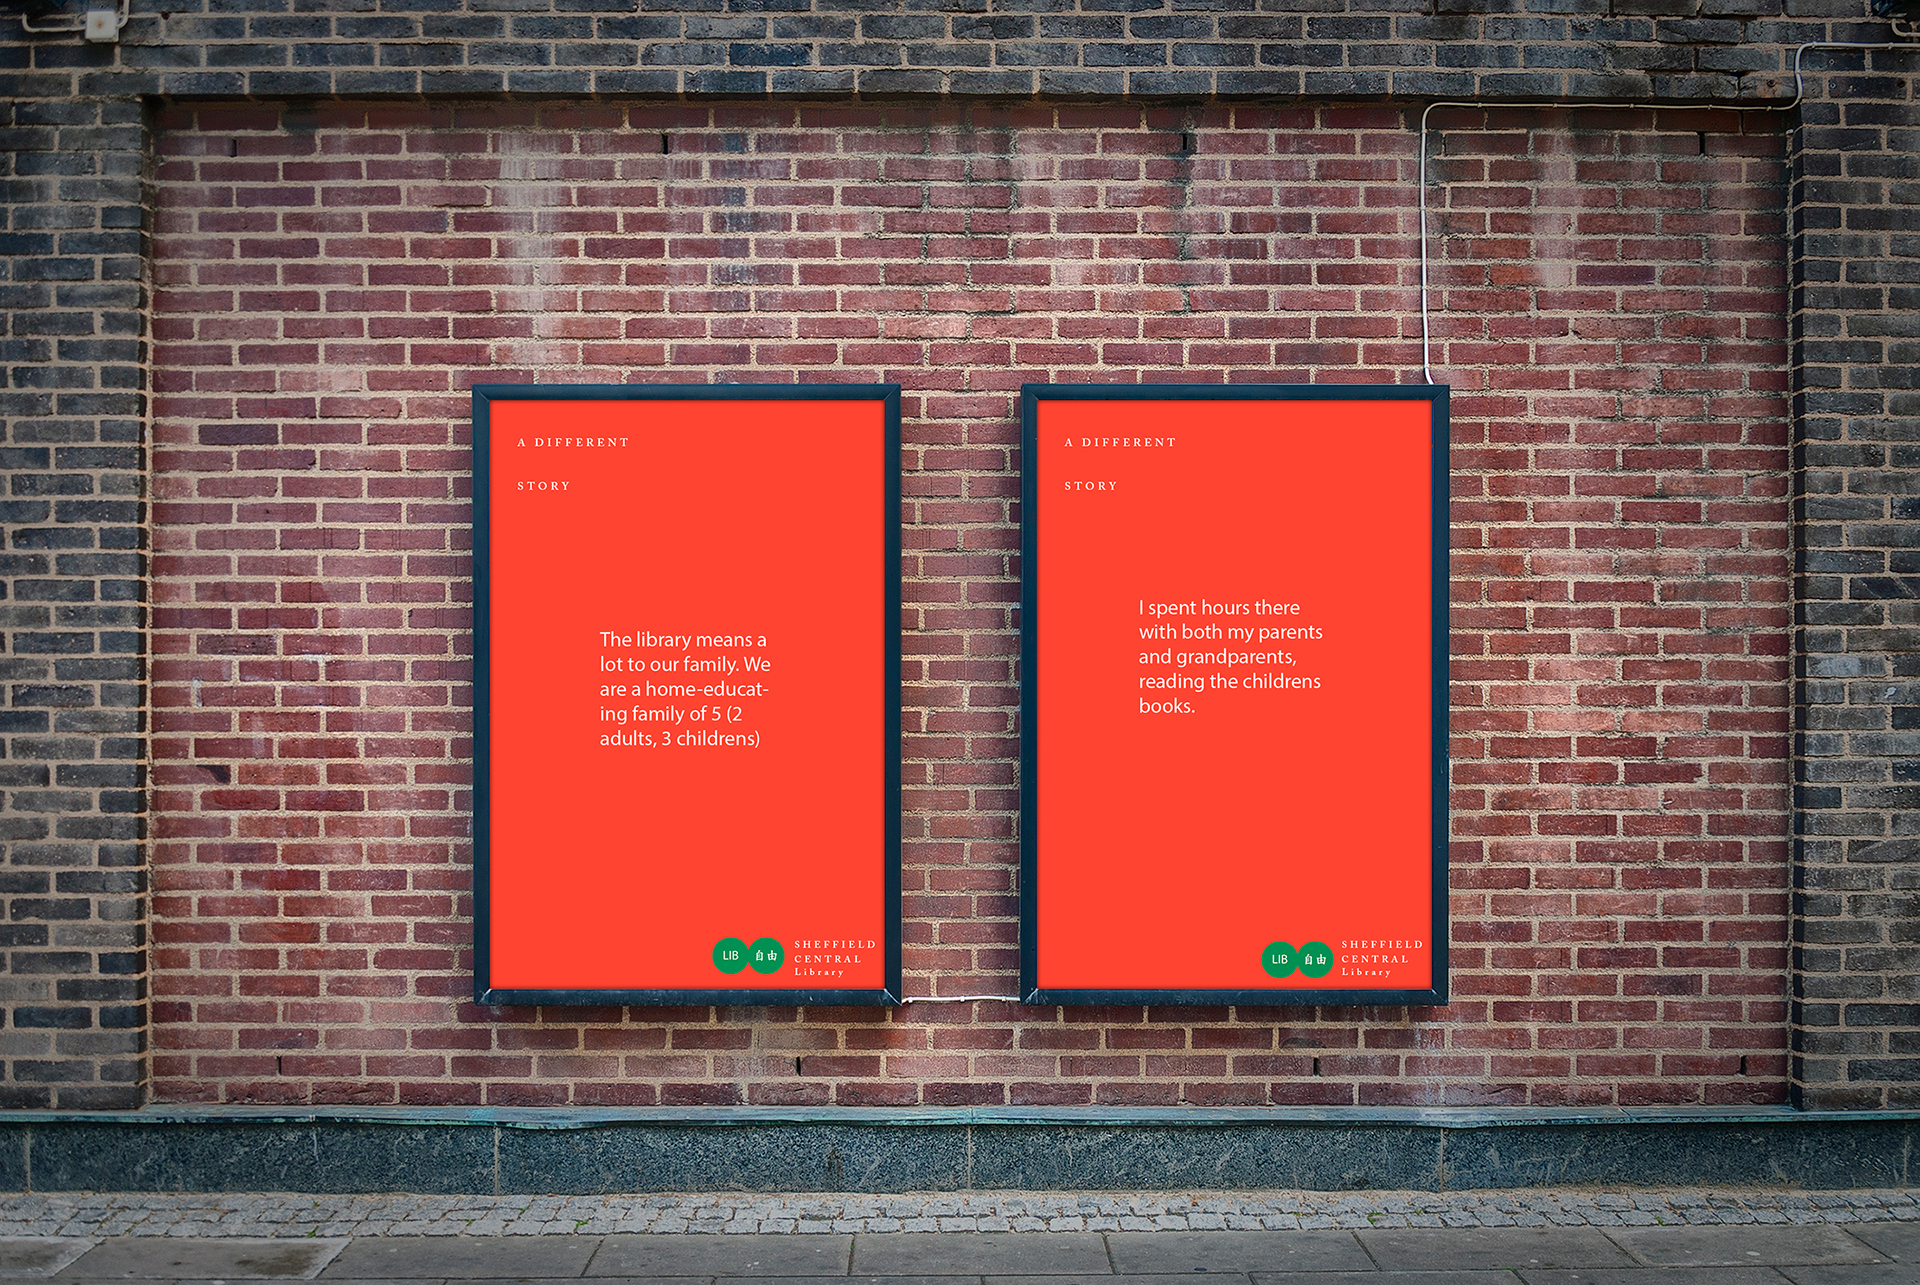 A DIFFERENT
STORY
The library means a
lot to our family. We
are a home-educat-
ing family of 5 (2
adults, 3 childrens)
LIB 自由
SHEFFIELD
CENTRAL
Library
A DIFFERENT
STORY
I spent hours there
with both my parents
and grandparents,
reading the childrens
books.
LIB 自由
SHEFFIELD
CENTRAL
Library